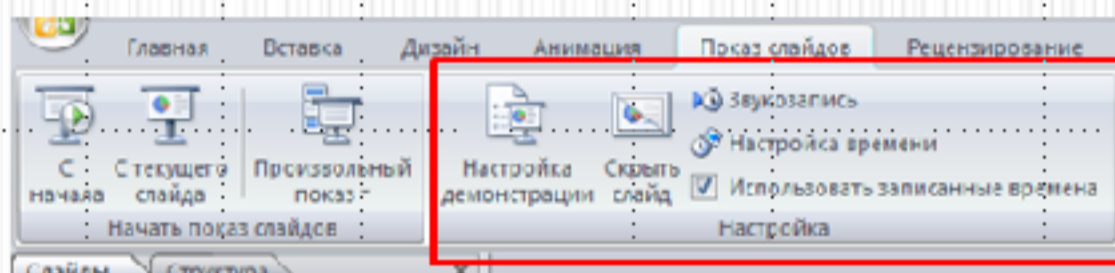 Главная Вставка Дизайн Анимация Показ слайдов Рецензирование
С начала
С текущего слайда
Произвольный показ
Настройка демонстрации
Скрыть слайд
Звукозапись
Настройка времени
Использовать записанные времена
Начать показ слайдов
Настройка
Слайды Структура x